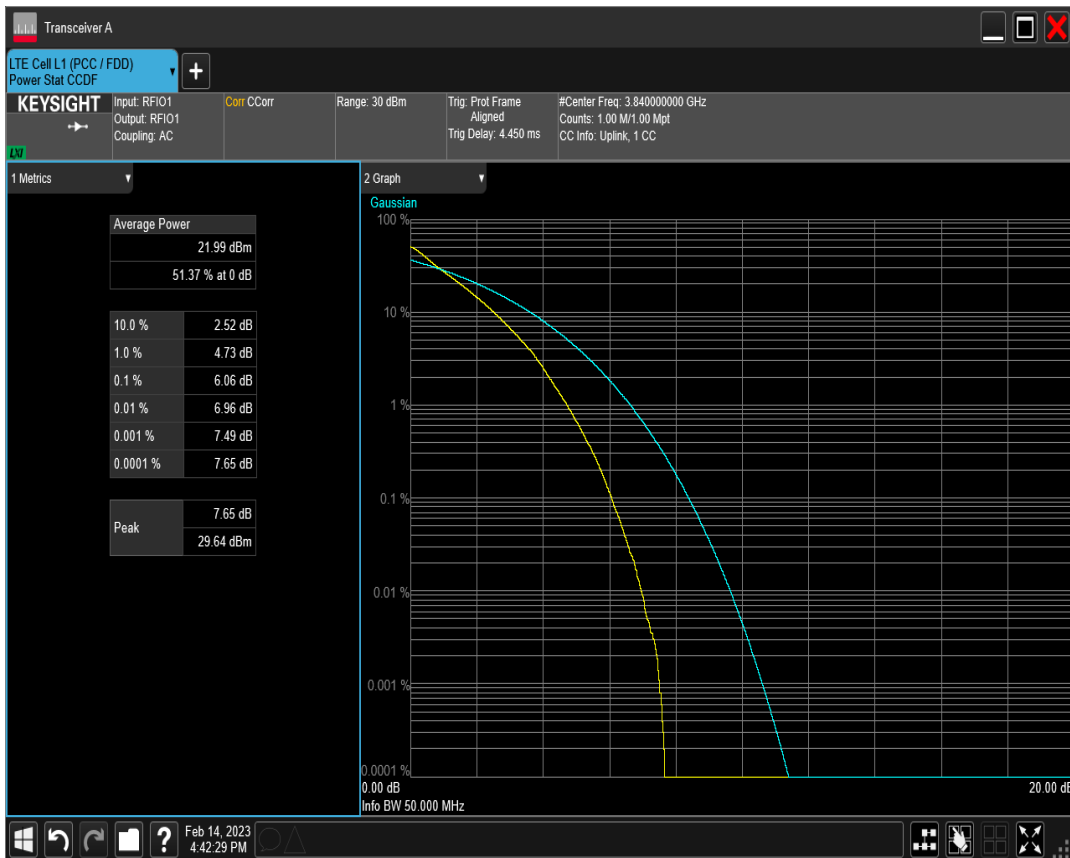 Transceiver A
LTE Cell L1 (PCC / FDD)
Power Stat CCDF
+
KEYSIGHT
LXI
Input: RFIO1
Output: RFIO1
Coupling: AC
Corr CCorr
Range: 30 dBm
Trig: Prot Frame
Aligned
Trig Delay: 4.450 ms
#Center Freq: 3.840000000 GHz
Counts: 1.00 M/1.00 Mpt
CC Info: Uplink, 1 CC
1 Metrics
Average Power
21.99 dBm
51.37 % at 0 dB
10.0 % 2.52 dB
1.0 % 4.73 dB
0.1 % 6.06 dB
0.01 % 6.96 dB
0.001 % 7.49 dB
0.0001 % 7.65 dB
Peak
7.65 dB
29.64 dBm
2 Graph
Gaussian
100 %
10 %
1 %
0.1 %
0.01 %
0.001 %
0.0001 %
0.00 dB
20.00 dB
Info BW 50.000 MHz
?
Feb 14, 2023
4:42:29 PM